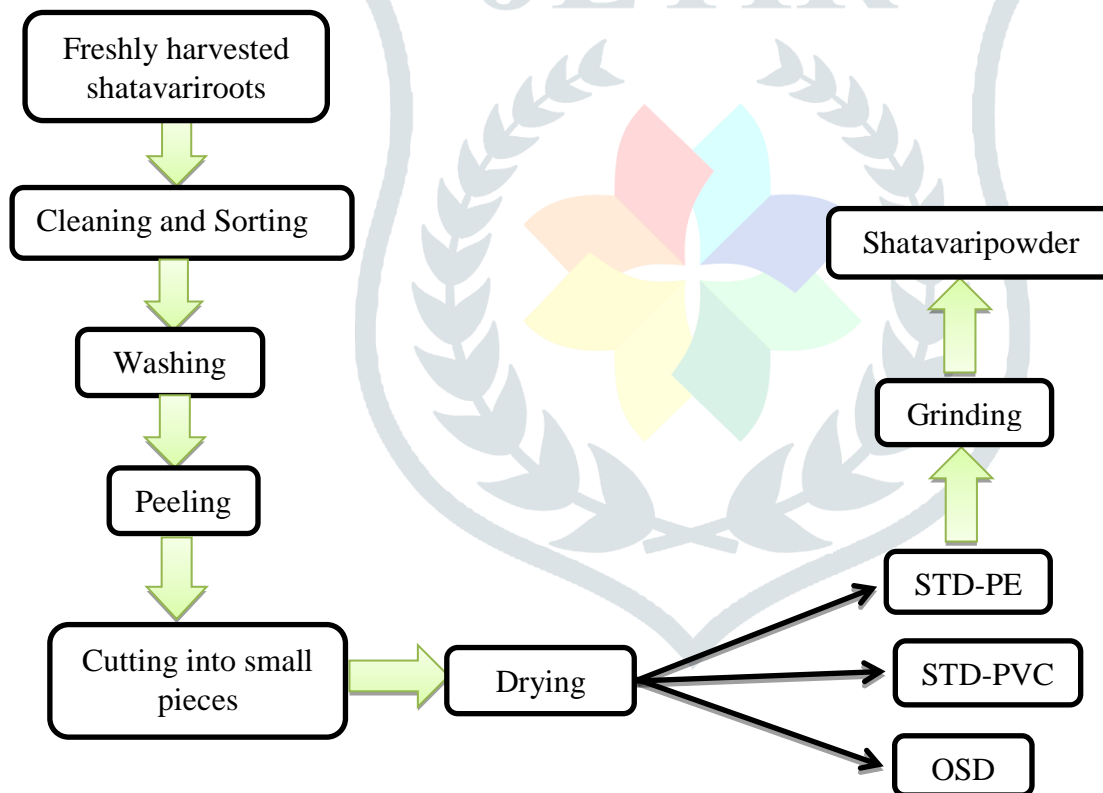 Freshly harvested
shatavariroots
Cleaning and Sorting
Washing
Peeling
Cutting into small
pieces
Drying
STD-PE
STD-PVC
OSD
Grinding
Shatavaripowder